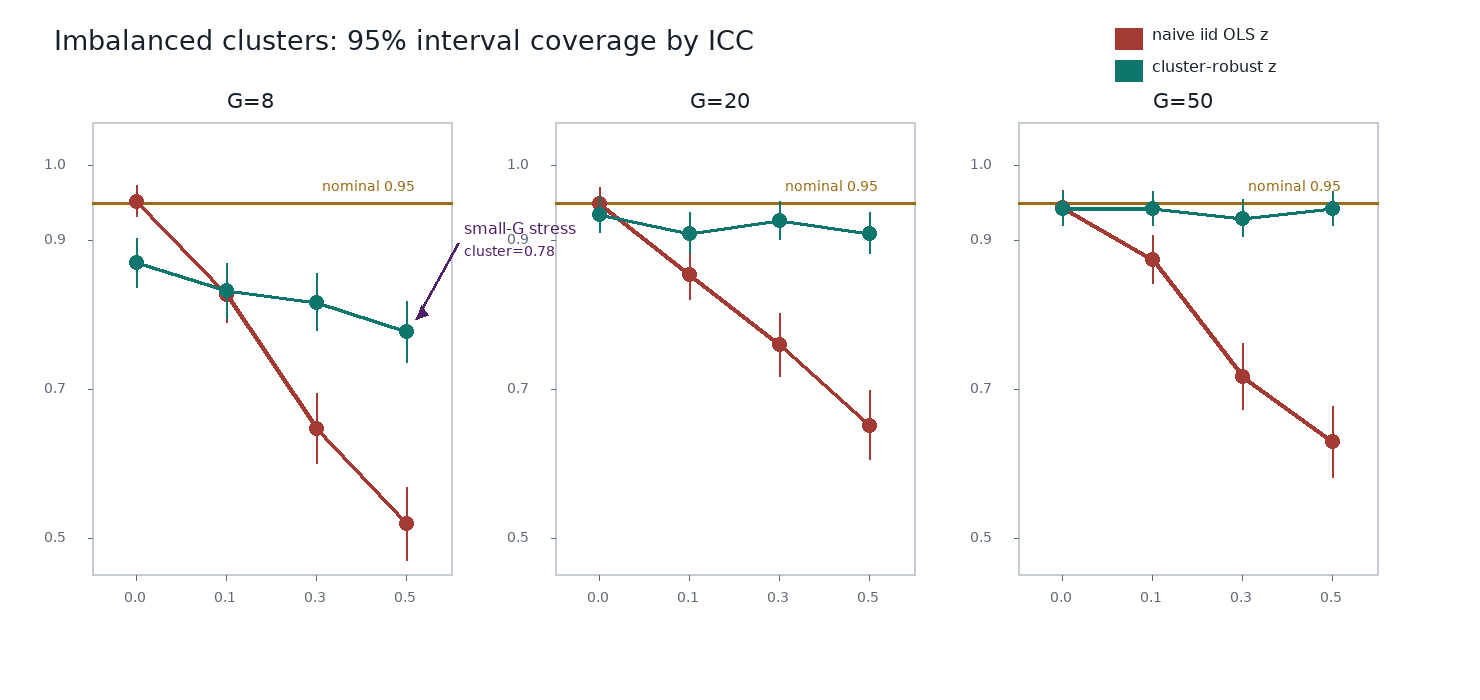 Imbalanced clusters: 95% interval coverage by ICC
naive iid OLS z
cluster-robust z
G=8
G=20
G=50
1.0
0.9
0.7
0.5
nominal 0.95
small-G stress
cluster=0.78
0.0
0.1
0.3
0.5
1.0
0.9
0.7
0.5
nominal 0.95
0.0
0.1
0.3
0.5
1.0
0.9
0.7
0.5
nominal 0.95
0.0
0.1
0.3
0.5